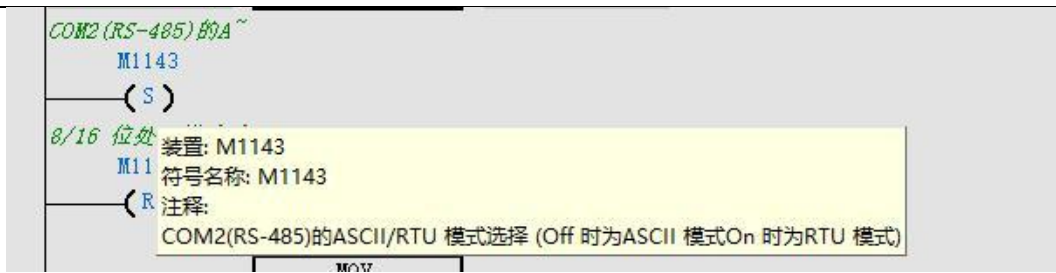 COM2(RS-485)的A~
M1143
S
8/16 位处
装置: M1143
M11
符号名称: M1143
R
注释:
COM2(RS-485)的ASCII/RTU 模式选择 (Off 时为ASCII 模式On 时为RTU 模式)
MOV